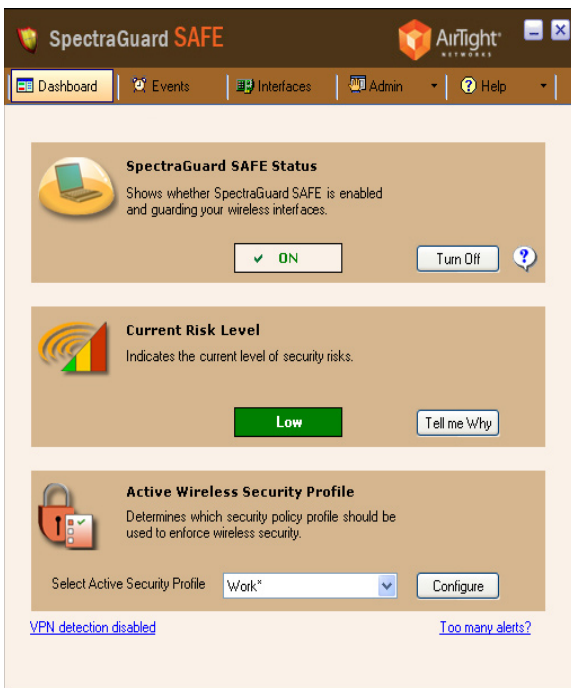 SpectraGuard SAFE
AirTight
NETWORKS
Dashboard
Events
Interfaces
Admin
Help
SpectraGuard SAFE Status
Shows whether SpectraGuard SAFE is enabled
and guarding your wireless interfaces.
✓ ON
Turn Off
?
Current Risk Level
Indicates the current level of security risks.
Low
Tell me Why
Active Wireless Security Profile
Determines which security policy profile should be
used to enforce wireless security.
Select Active Security Profile
Work*
Configure
VPN detection disabled
Too many alerts?